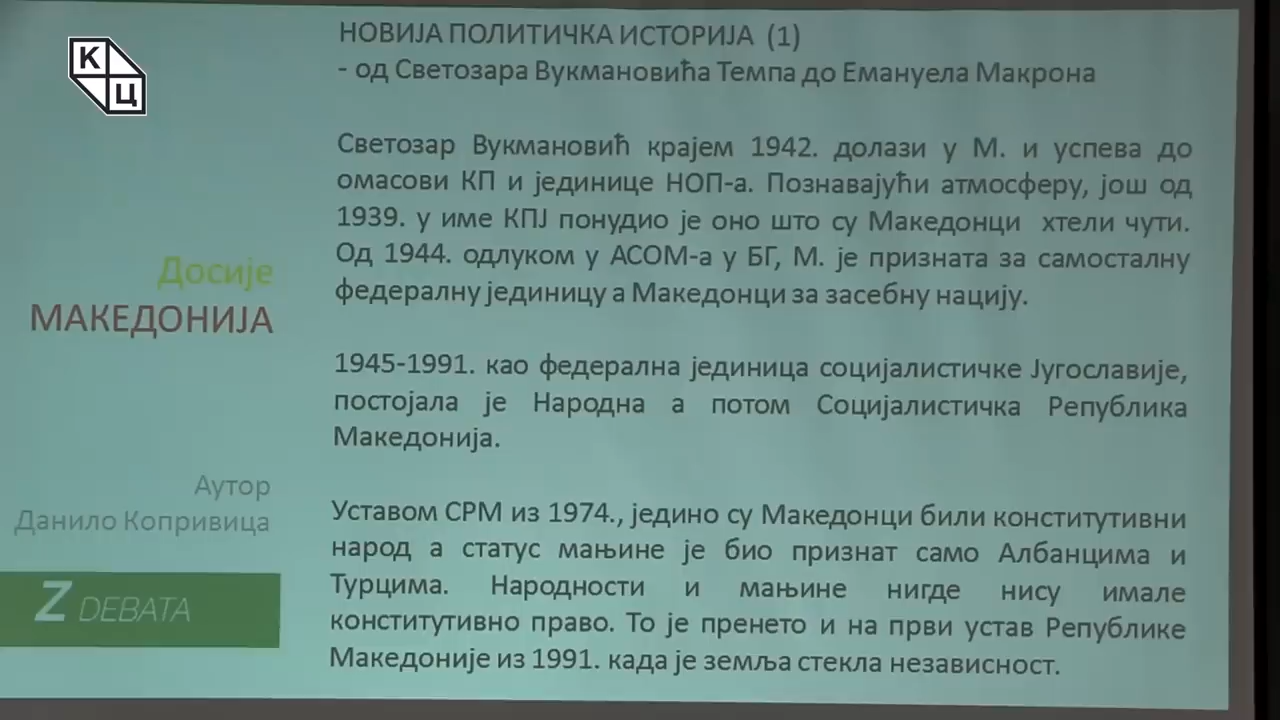 К
Ц
НОВИЈА ПОЛИТИЧКА ИСТОРИЈА (1)
- од Светозара Вукмановића Темпа до Емануела Макрона
Светозар Вукмановић крајем 1942. долази у М. и успева до
омасови КП и јединице НОП-а. Познавајући атмосферу, још од
1939. у име КПЈ понудио је оно што су Македонци хтели чути.
Од 1944. одлуком у АСОМ-а у БГ, М. је призната за самосталну
федералну јединицу а Македонци за засебну нацију.
1945-1991. као федерална јединица социјалистичке Југославије,
постојала је Народна а потом Социјалистичка Република
Македонија.
Уставом СРМ из 1974., једино су Македонци били конститутивни
народ а статус мањине је био признат само Албанцима и
Турцима. Народности и мањине нигде нису имале
конститутивно право. То је пренето и на први устав Републике
Македоније из 1991. када је земља стекла независност.
Досије
МАКЕДОНИЈА
Аутор
Данило Копривица
Z DEBATA